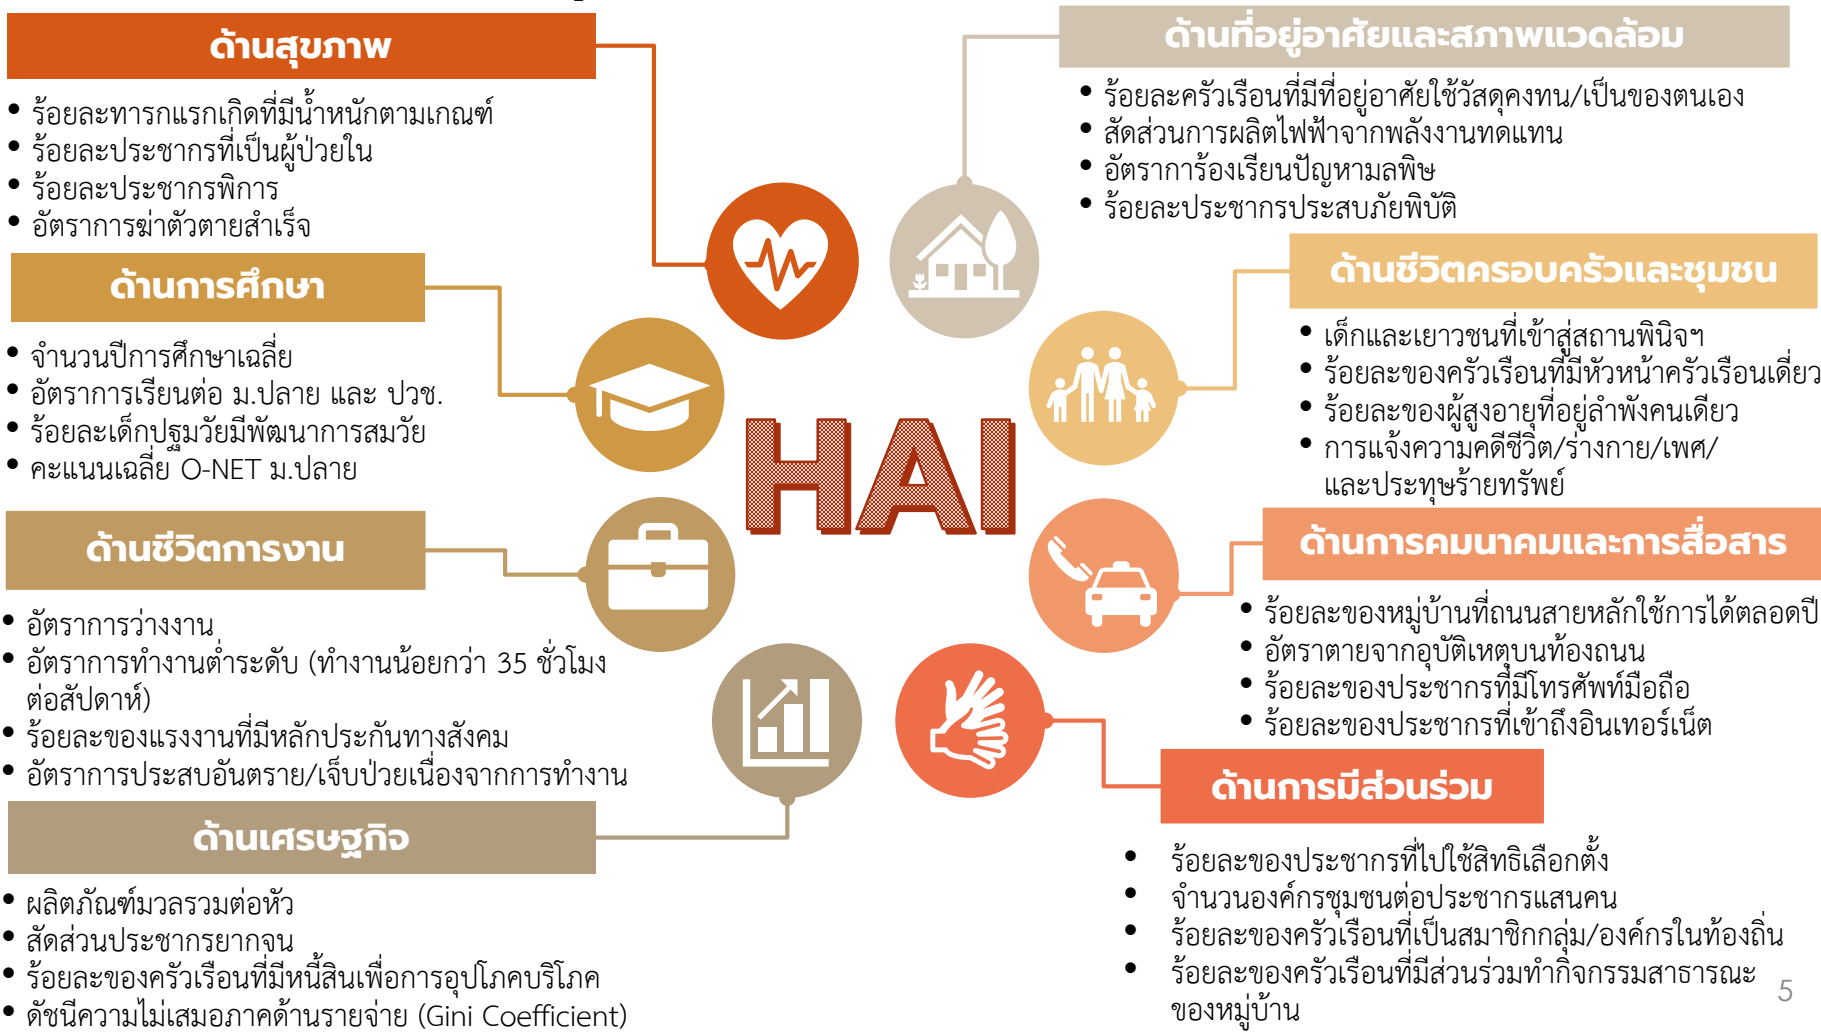 ด้านสุขภาพ
• ร้อยละทารกแรกเกิดที่มีน้ำหนักตามเกณฑ์
• ร้อยละประชากรที่เป็นผู้ป่วยใน
• ร้อยละประชากรพิการ
• อัตราการฆ่าตัวตายสำเร็จ
ด้านการศึกษา
• จำนวนปีการศึกษาเฉลี่ย
• อัตราการเรียนต่อ ม.ปลาย และ ปวช.
• ร้อยละเด็กปฐมวัยมีพัฒนาการสมวัย
• คะแนนเฉลี่ย O-NET ม.ปลาย
ด้านชีวิตการงาน
• อัตราการว่างงาน
• อัตราการทำงานต่ำระดับ (ทำงานน้อยกว่า 35 ชั่วโมง
ต่อสัปดาห์)
• ร้อยละของแรงงานที่มีหลักประกันทางสังคม
• อัตราการประสบอันตราย/เจ็บป่วยเนื่องจากการทำงาน
ด้านเศรษฐกิจ
• ผลิตภัณฑ์มวลรวมต่อหัว
• สัดส่วนประชากรยากจน
• ร้อยละของครัวเรือนที่มีหนี้สินเพื่อการอุปโภคบริโภค
• ดัชนีความไม่เสมอภาคด้านรายจ่าย (Gini Coefficient)
HAI
ด้านที่อยู่อาศัยและสภาพแวดล้อม
• ร้อยละครัวเรือนที่มีที่อยู่อาศัยใช้วัสดุคงทน/เป็นของตนเอง
• สัดส่วนการผลิตไฟฟ้าจากพลังงานทดแทน
• อัตราการ้องเรียนปัญหามลพิษ
• ร้อยละประชากรประสบภัยพิบัติ
ด้านชีวิตครอบครัวและชุมชน
• เด็กและเยาวชนที่เข้าสู่สถานพินิจฯ
• ร้อยละของครัวเรือนที่มีหัวหน้าครัวเรือนเดี่ยว
• ร้อยละของผู้สูงอายุที่อยู่ลำพังคนเดียว
• การแจ้งความคดีชีวิต/ร่างกาย/เพศ/
และประทุษร้ายทรัพย์
ด้านการคมนาคมและการสื่อสาร
• ร้อยละของหมู่บ้านที่ถนนสายหลักใช้การได้ตลอดปี
• อัตราตายจากอุบัติเหตุบนท้องถนน
• ร้อยละของประชากรที่มีโทรศัพท์มือถือ
• ร้อยละของประชากรที่เข้าถึงอินเทอร์เน็ต
ด้านการมีส่วนร่วม
• ร้อยละของประชากรที่ไปใช้สิทธิเลือกตั้ง
• จำนวนองค์กรชุมชนต่อประชากรแสนคน
• ร้อยละของครัวเรือนที่เป็นสมาชิกกลุ่ม/องค์กรในท้องถิ่น
• ร้อยละของครัวเรือนที่มีส่วนร่วมทำกิจกรรมสาธารณะ
ของหมู่บ้าน
5